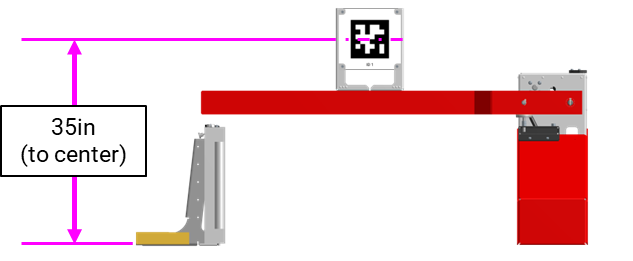 35in
(to center)
ID 1